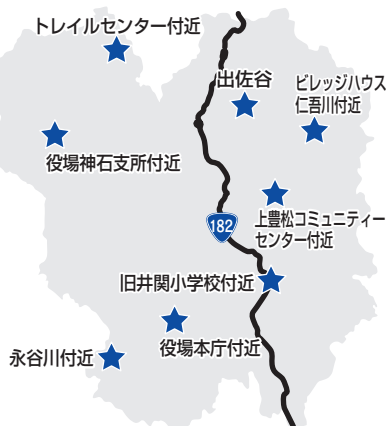 トレイルセンター付近
出佐谷
ビレッジハウス
仁吾川付近
役場神石支所付近
上豊松コミュニティー
センター付近
182
旧井関小学校付近
役場本庁付近
永谷川付近